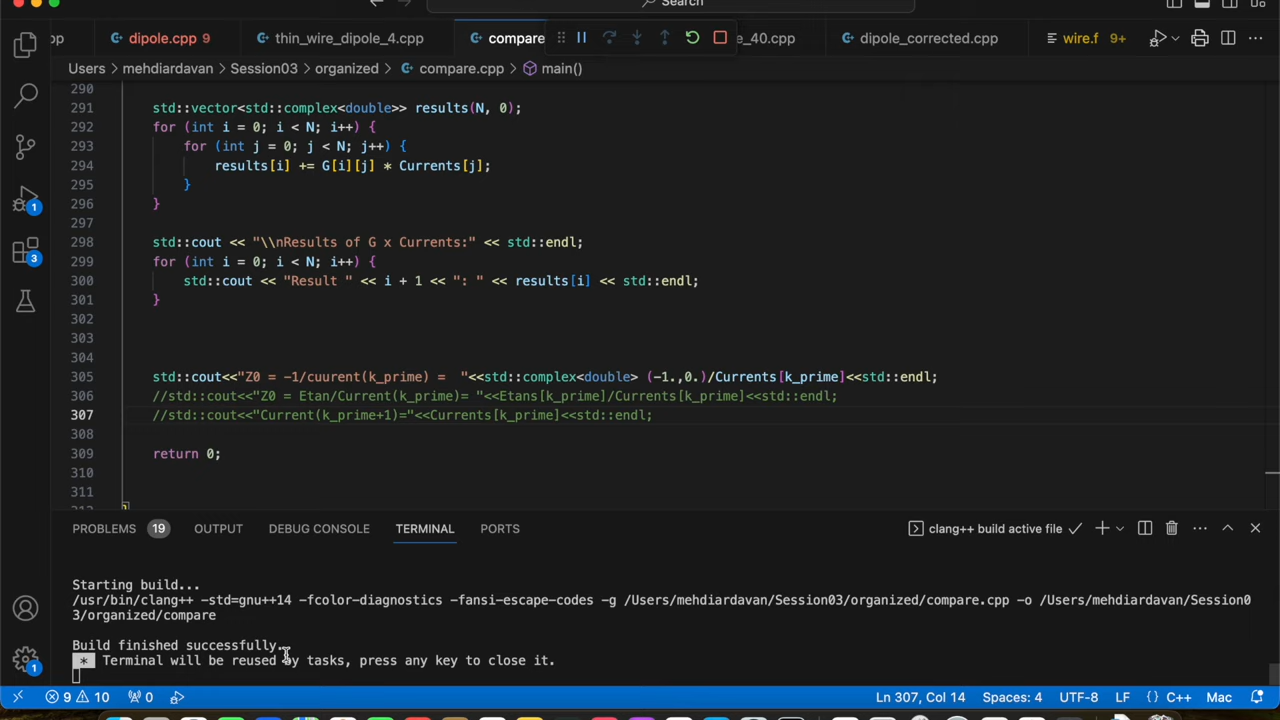 Search
pp
dipole.cpp 9
thin_wire_dipole_4.cpp
compare
e_40.cpp
dipole_corrected.cpp
wire.f 9+
Users > mehdiardavan > Session03 > organized > compare.cpp > main()
290
291 std::vector<std::complex<double>> results(N, 0);
292 for (int i = 0; i < N; i++) {
293 for (int j = 0; j < N; j++) {
294 results[i] += G[i][j] * Currents[j];
295 }
296 }
297
298 std::cout << "\\nResults of G x Currents:" << std::endl;
299 for (int i = 0; i < N; i++) {
300 std::cout << "Result " << i + 1 << ": " << results[i] << std::endl;
301 }
302
303
304
305 std::cout<<"Z0 = -1/cuurent(k_prime) =  "<<std::complex<double> (-1.,0.)/Currents[k_prime]<<std::endl;
306 //std::cout<<"Z0 = Etan/Current(k_prime)= "<<Etans[k_prime]/Currents[k_prime]<<std::endl;
307 //std::cout<<"Current(k_prime+1)="<<Currents[k_prime]<<std::endl;
308
309 return 0;
310
311
312 }
1
3
1
PROBLEMS 19 OUTPUT DEBUG CONSOLE TERMINAL PORTS
clang++ build active file
Starting build...
/usr/bin/clang++ -std=gnu++14 -fcolor-diagnostics -fansi-escape-codes -g /Users/mehdiardavan/Session03/organized/compare.cpp -o /Users/mehdiardavan/Session0
3/organized/compare
Build finished successfully.
* Terminal will be reused by tasks, press any key to close it.
9 10 0 Ln 307, Col 14 Spaces: 4 UTF-8 LF {} C++ Mac